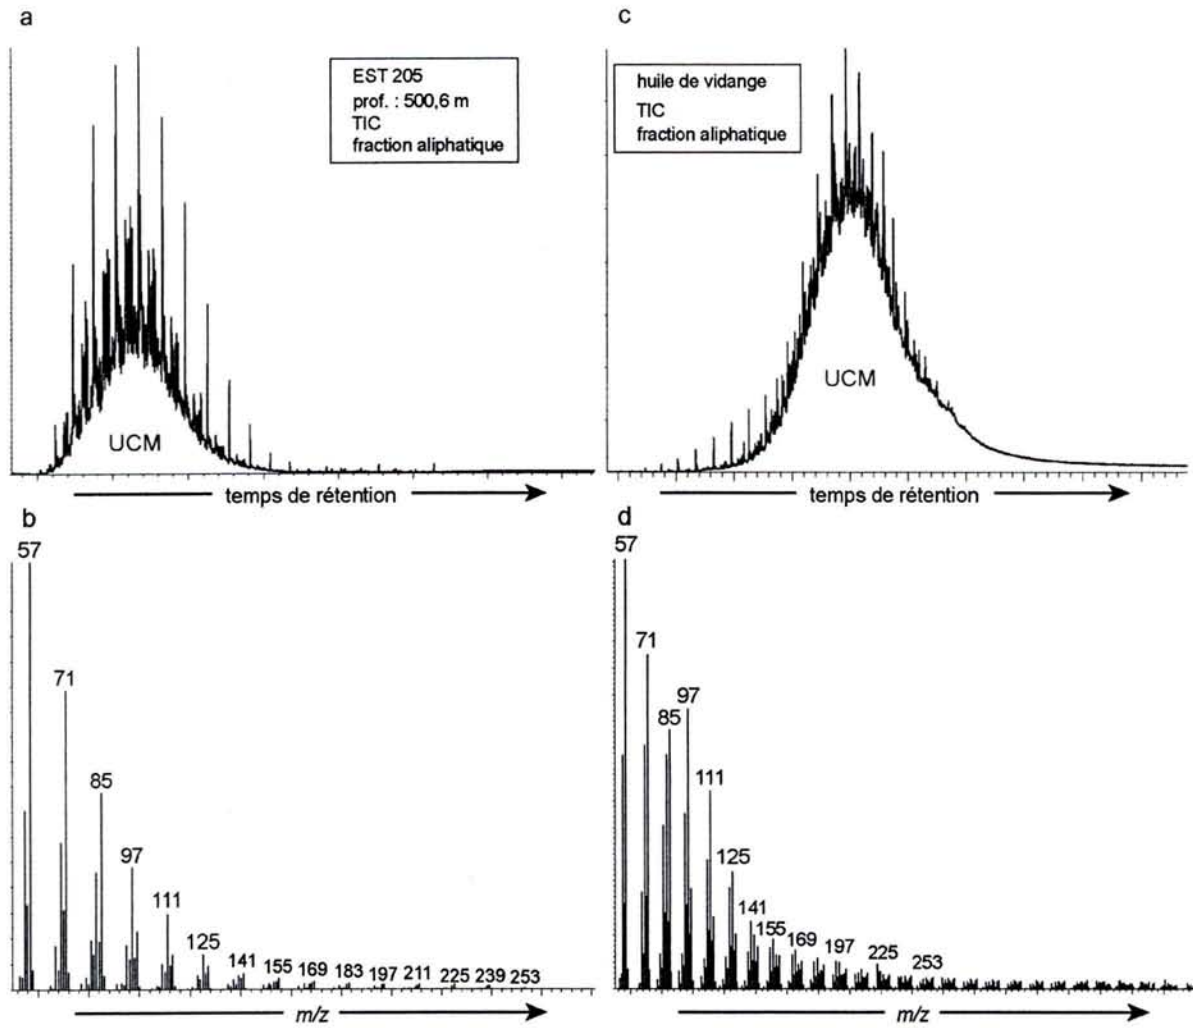 a
EST 205
prof. : 500,6 m
TIC
fraction aliphatique
UCM
temps de rétention
c
huile de vidange
TIC
fraction aliphatique
UCM
temps de rétention
b
57
71
85
97
111
125
141
155
169
183
197
211
225
239
253
m/z
d
57
71
85
97
111
125
141
155
169
197
225
253
m/z